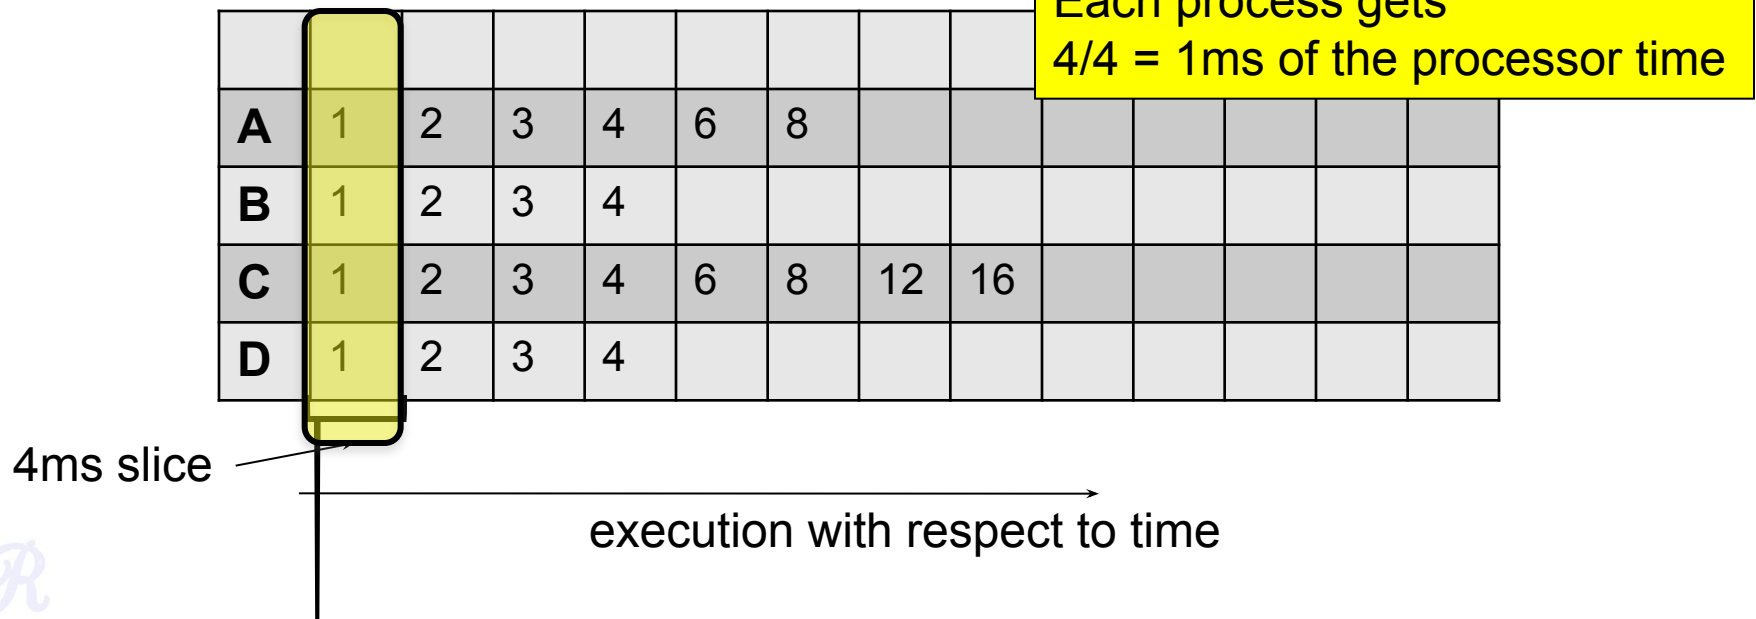 Each process gets
4/4 = 1ms of the processor time
A 1 2 3 4 6 8
B 1 2 3 4
C 1 2 3 4 6 8 12 16
D 1 2 3 4
4ms slice
execution with respect to time
R